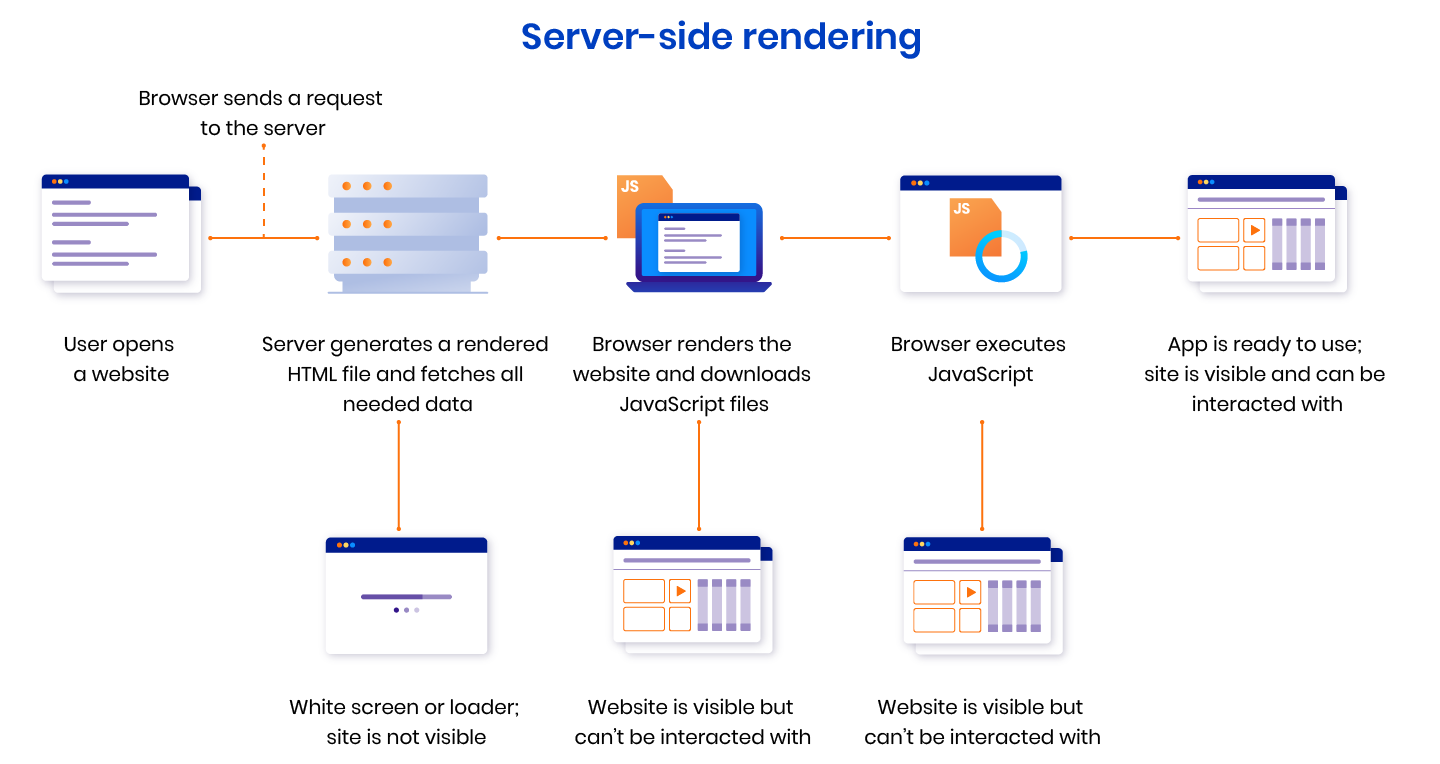 Server-side rendering
Browser sends a request
to the server
JS
JS
User opens
a website
Server generates a rendered
HTML file and fetches all
needed data
Browser renders the
website and downloads
JavaScript files
Browser executes
JavaScript
App is ready to use;
site is visible and can be
interacted with
White screen or loader;
site is not visible
Website is visible but
can't be interacted with
Website is visible but
can't be interacted with